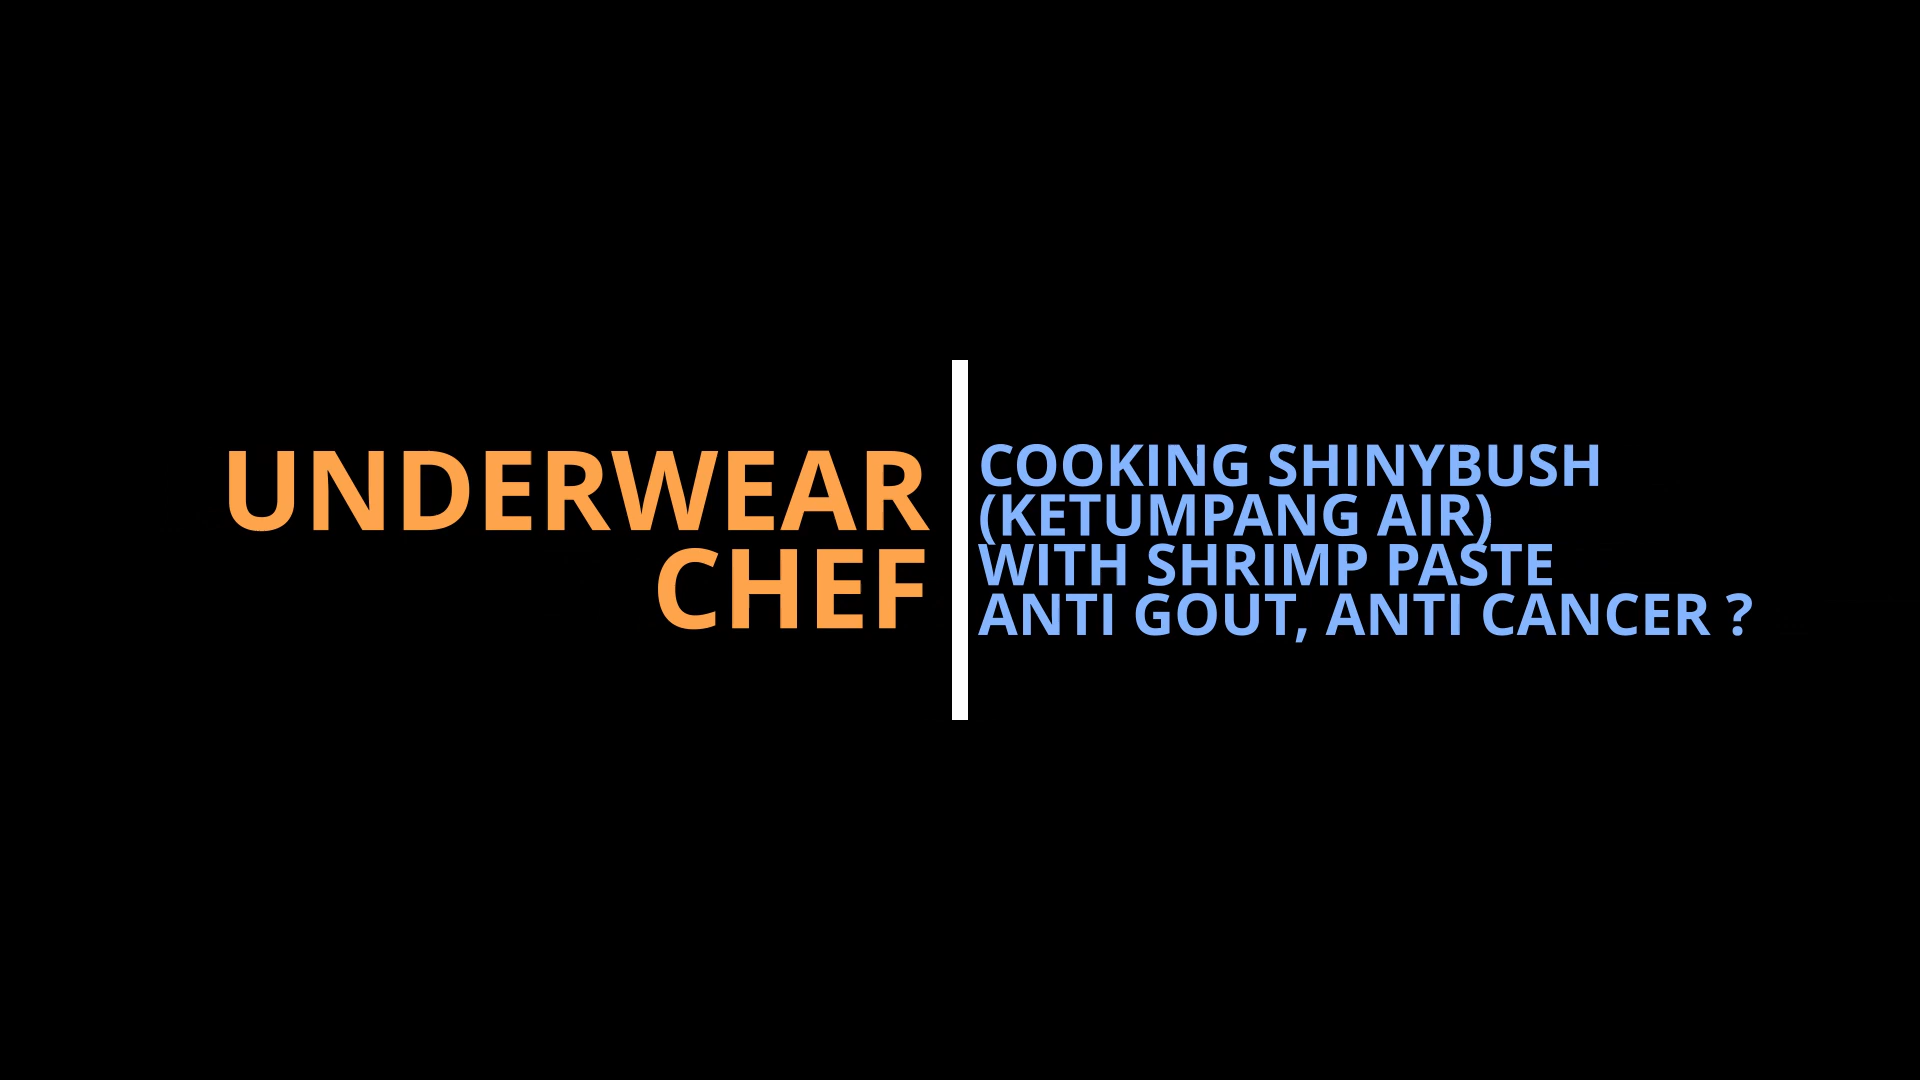 UNDERWEAR
CHEF
COOKING SHINYBUSH
(KETUMPANG AIR)
WITH SHRIMP PASTE
ANTI GOUT, ANTI CANCER ?